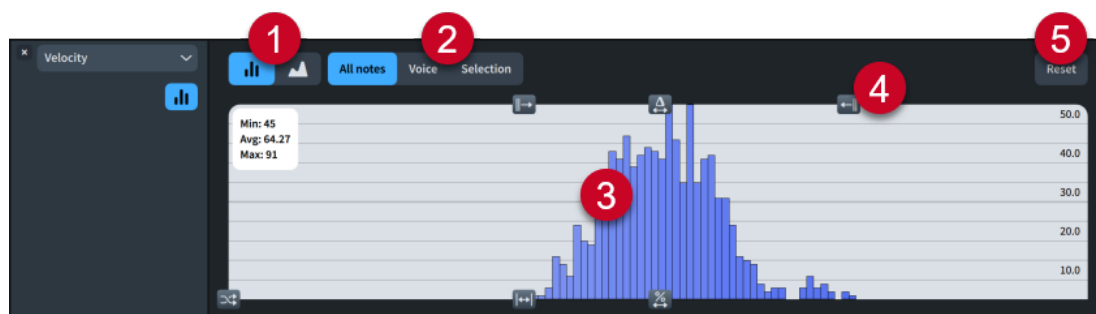 1
2
5
Velocity
All notes
Voice
Selection
Reset
4
Min: 45
Avg: 64.27
Max: 91
50.0
40.0
3
30.0
20.0
10.0
%